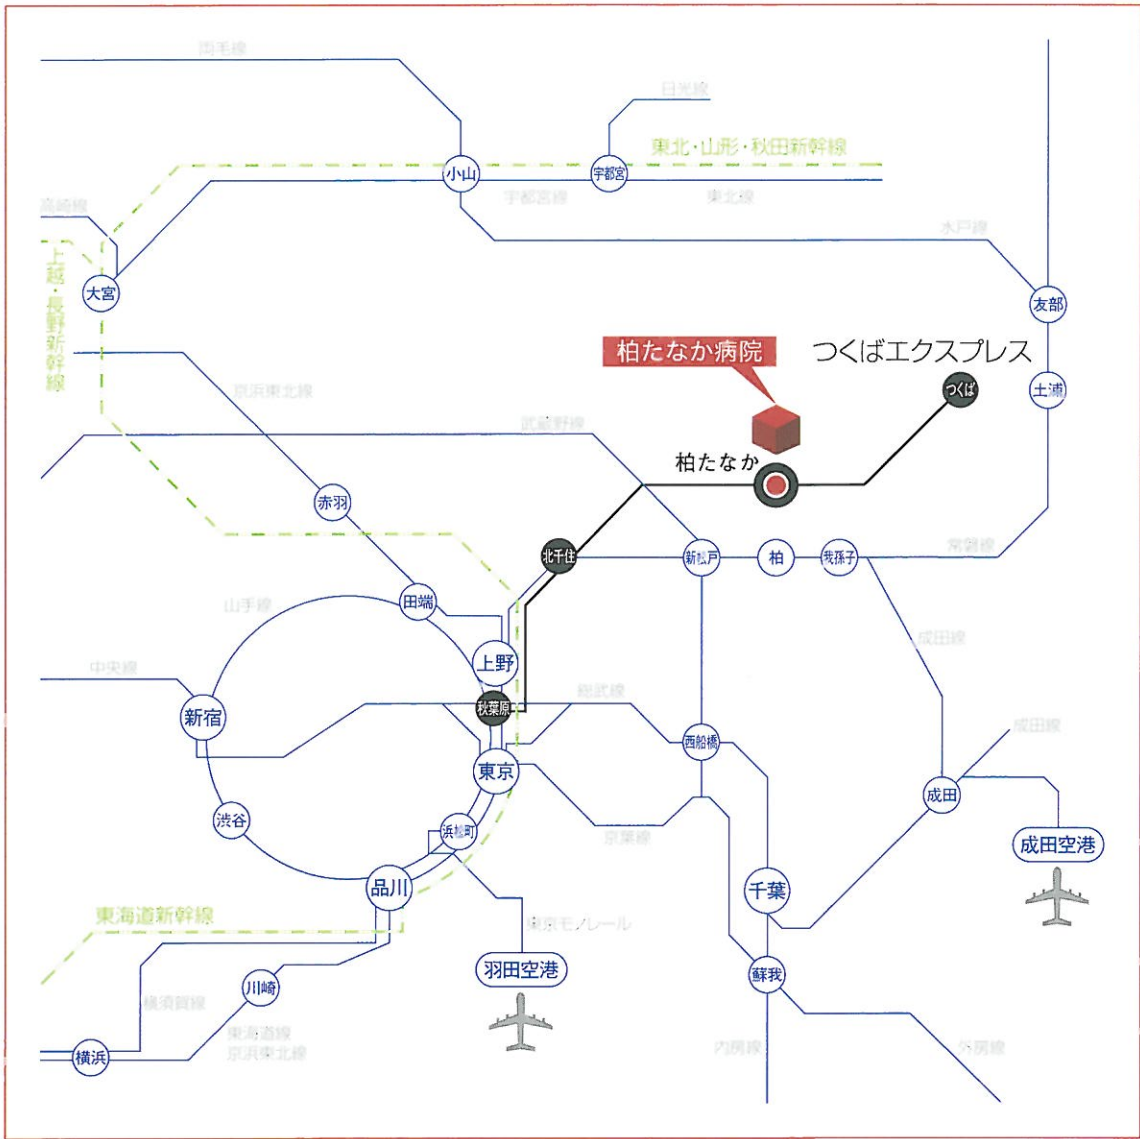 両毛線
日光線
東北・山形・秋田新幹線
小山
宇都宮
宇都宮線
東北線
高崎線
水戸線
上越・長野新幹線
大宮
友部
柏たなか病院
つくばエクスプレス
つくば
土浦
京浜東北線
武蔵野線
柏たなか
赤羽
北千住
新松戸
柏
我孫子
常磐線
山手線
田端
成田線
中央線
上野
総武線
新宿
秋葉原
成田線
西船橋
東京
成田
渋谷
浜松町
京葉線
成田空港
品川
千葉
東海道新幹線
東京モノレール
羽田空港
蘇我
川崎
横須賀線
東海道線
京浜東北線
横浜
内房線
外房線